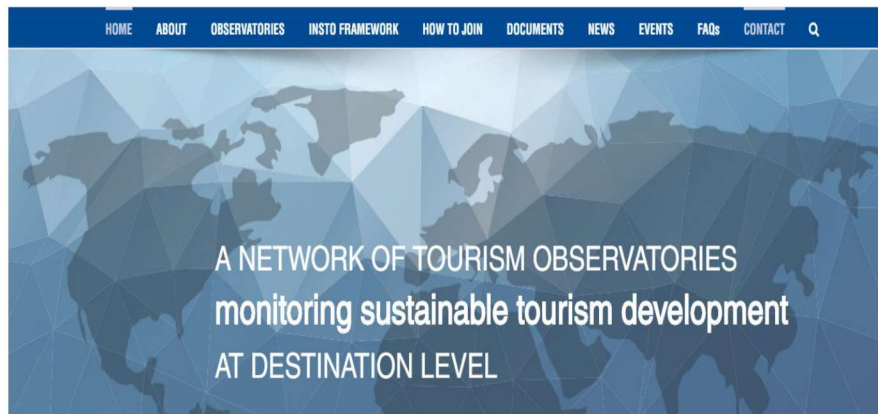 HOME ABOUT OBSERVATORIES INSTO FRAMEWORK HOW TO JOIN DOCUMENTS NEWS EVENTS FAQs CONTACT
A NETWORK OF TOURISM OBSERVATORIES
monitoring sustainable tourism development
AT DESTINATION LEVEL